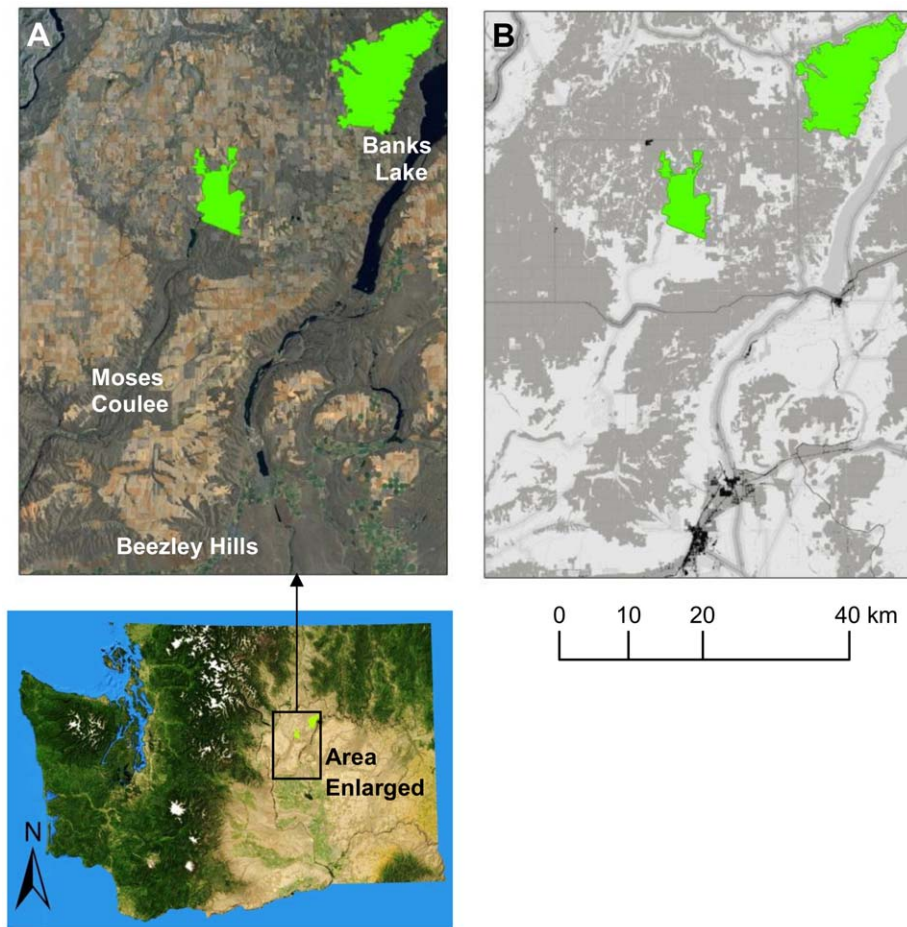 A
B
Banks
Lake
Moses
Coulee
Beezley Hills
0 10 20 40 km
Area
Enlarged
N